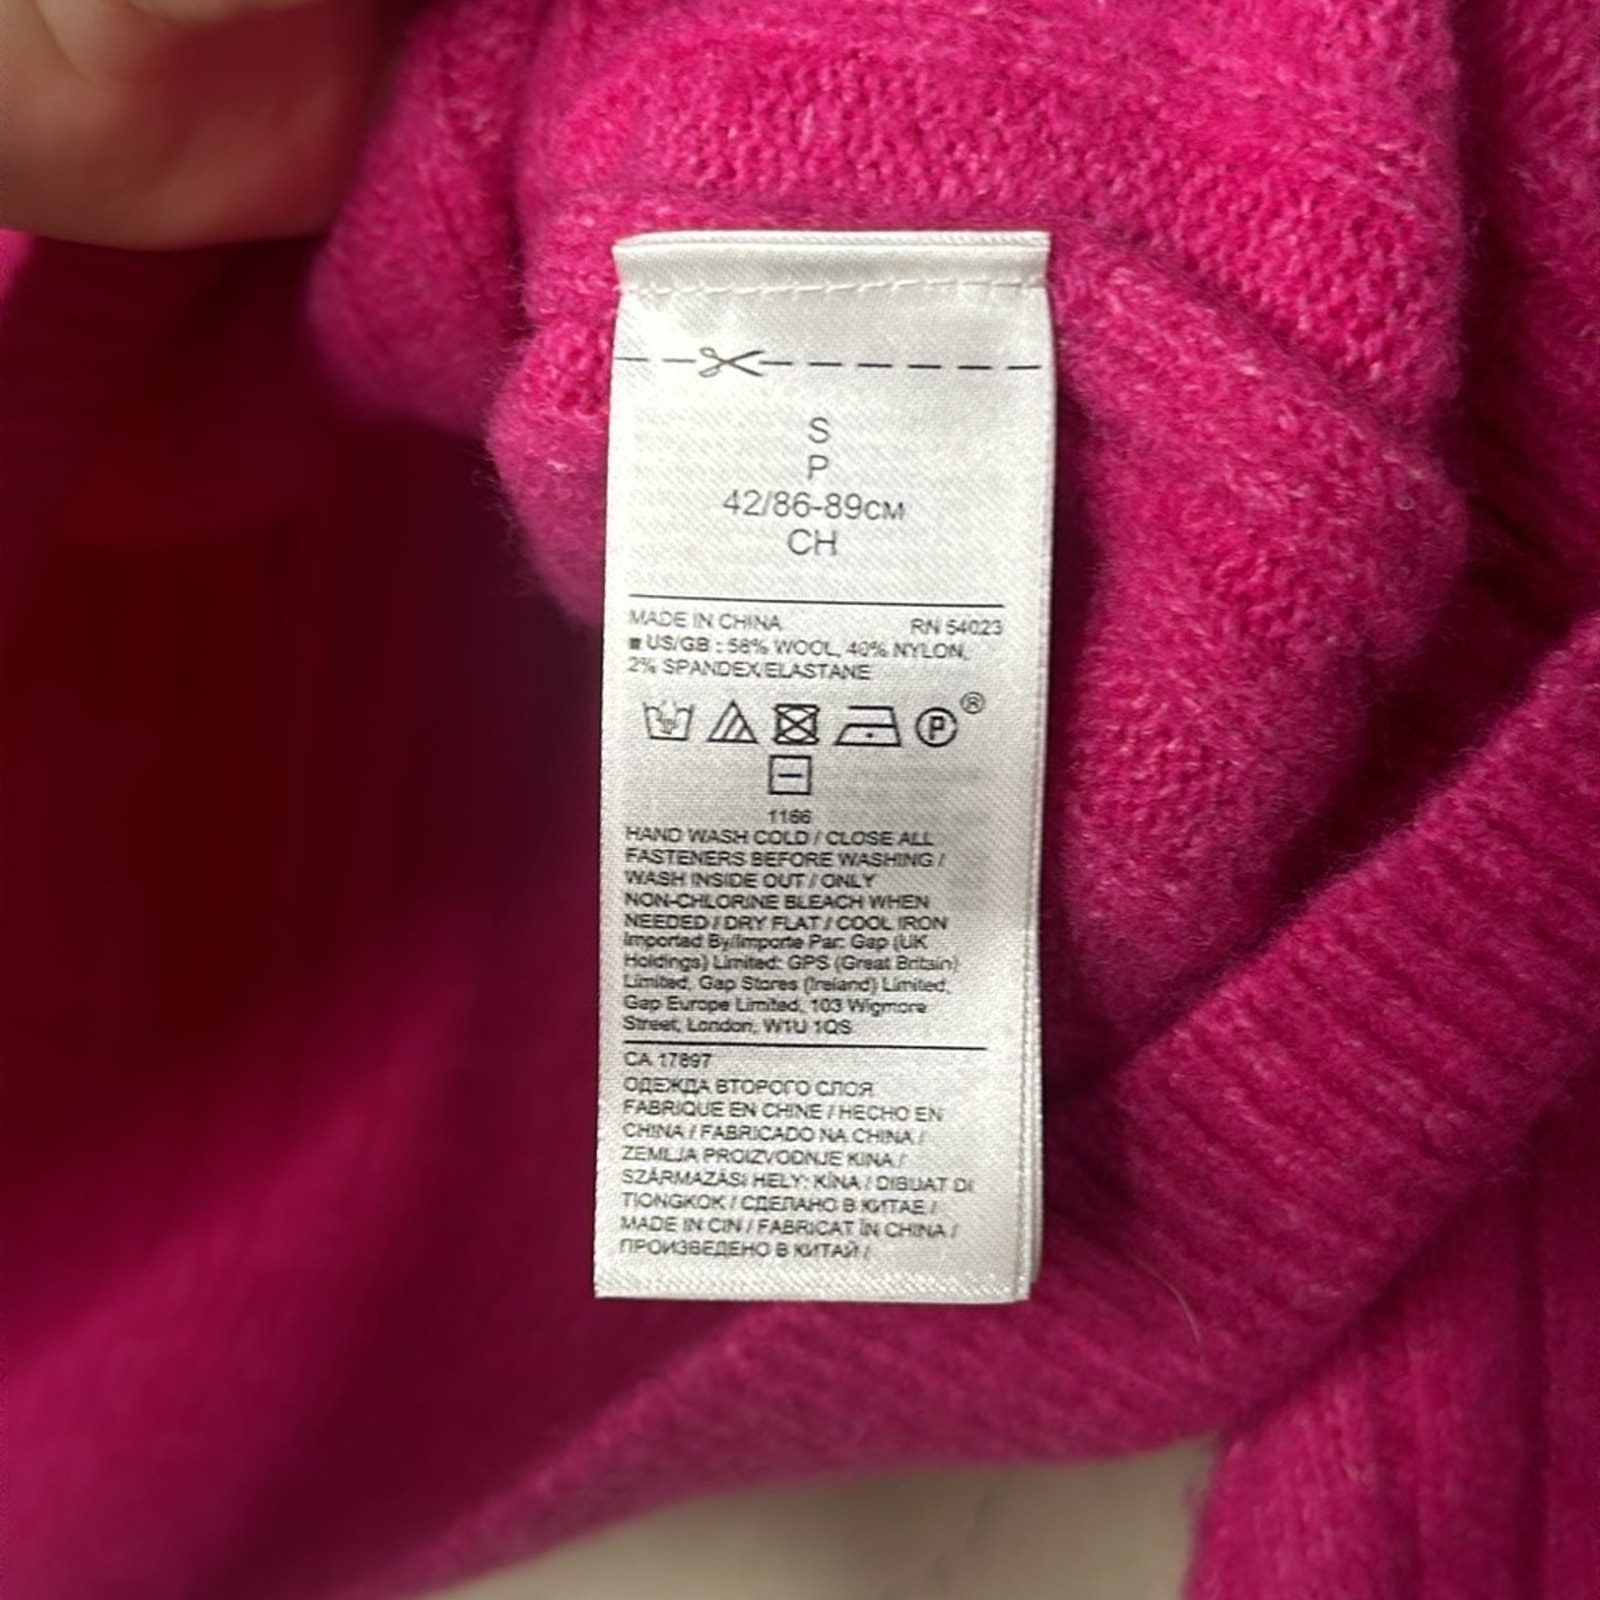 S
P
42/86-89см
CH
MADE IN CHINA RN 54023
US/GB : 58% WOOL, 40% NYLON,
2% SPANDEX/ELASTANE
P ®
1166
HAND WASH COLD / CLOSE ALL
FASTENERS BEFORE WASHING /
WASH INSIDE OUT / ONLY
NON-CHLORINE BLEACH WHEN
NEEDED / DRY FLAT / COOL IRON
Imported By/Importe Par: Gap (UK
Holdings) Limited: GPS (Great Britain)
Limited, Gap Stores (Ireland) Limited,
Gap Europe Limited, 103 Wigmore
Street, London, W1U 1QS
CA 17897
ОДЕЖДА ВТОРОГО СЛОЯ
FABRIQUE EN CHINE / HECHO EN
CHINA / FABRICADO NA CHINA /
ZEMLJA PROIZVODNJE KINA /
SZÁRMAZÁSI HELY: KÍNA / DIBUAT DI
TIONGKOK / СДЕЛАНО В КИТАЕ /
MADE IN CIN / FABRICAT ÎN CHINA /
ПРОИЗВЕДЕНО В КИТАЙ /